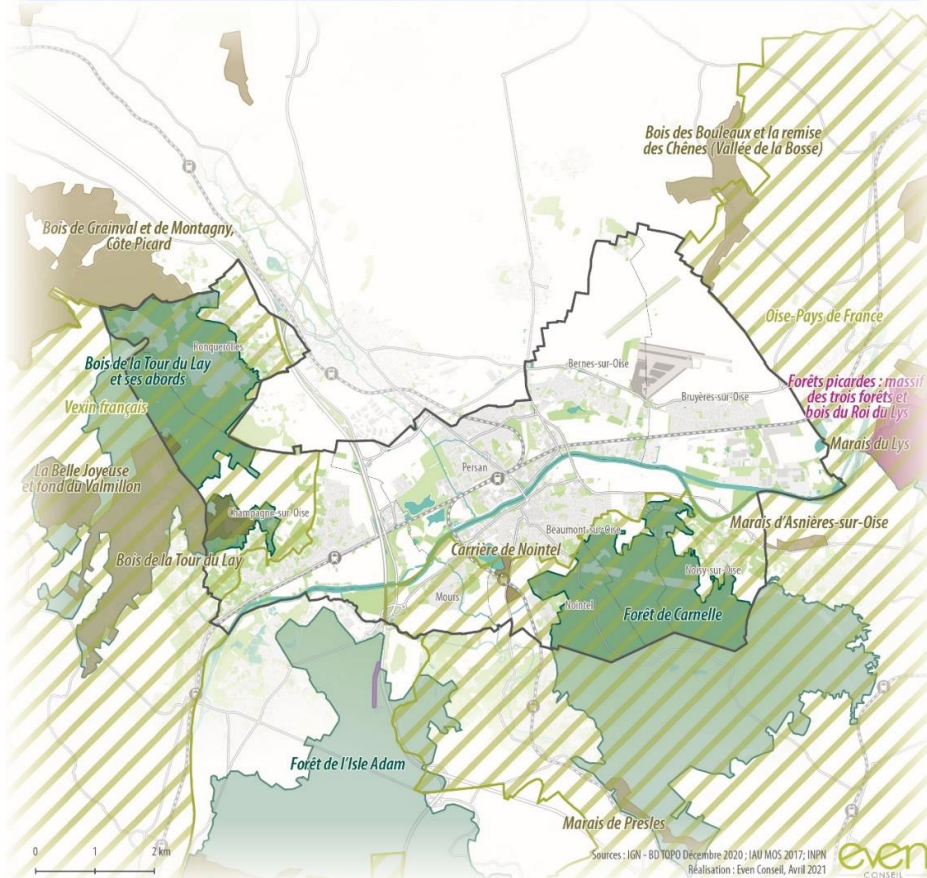 Bois des Bouleaux et la remise
des Chênes (Vallée de la Bosse)
Bois de Grainval et de Montagny,
Côte Picard
Oise-Pays de France
Ronquerolles
Bois de la Tour du Lay
et ses abords
Bernes-sur-Oise
Forêts picardes : massif
des trois forêts et
bois du Roi du Lys
Vexin français
Bruyères-sur-Oise
Marais du Lys
La Belle Joyeuse
et fond du Valmillon
Persan
Champagne-sur-Oise
Marais d'Asnières-sur-Oise
Beaumont-sur-Oise
Carrière de Nointel
Bois de la Tour du Lay
Noisy-sur-Oise
Mours
Nointel
Forêt de Carnelle
Forêt de l'Isle Adam
Marais de Presles
0 1 2 km
Sources : IGN - BD TOPO Décembre 2020 ; IAU MOS 2017; INPN
Réalisation : Even Conseil, Avril 2021
even
CONSEIL